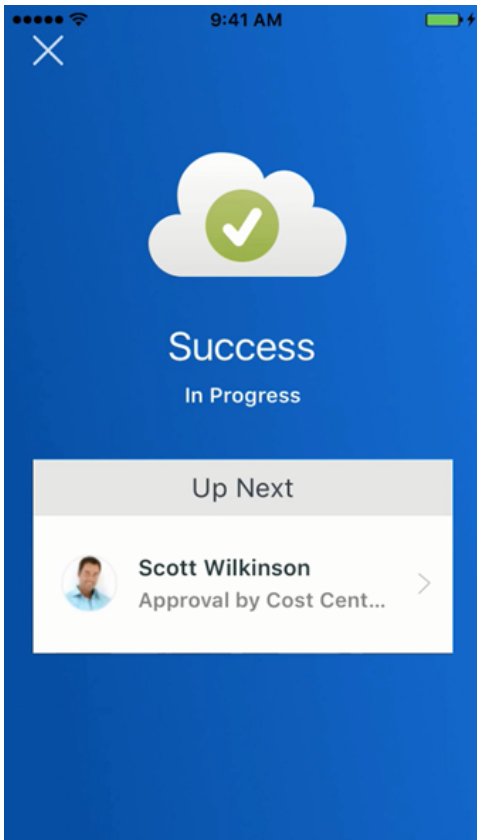 9:41 AM
Success
In Progress
Up Next
Scott Wilkinson
Approval by Cost Cent...